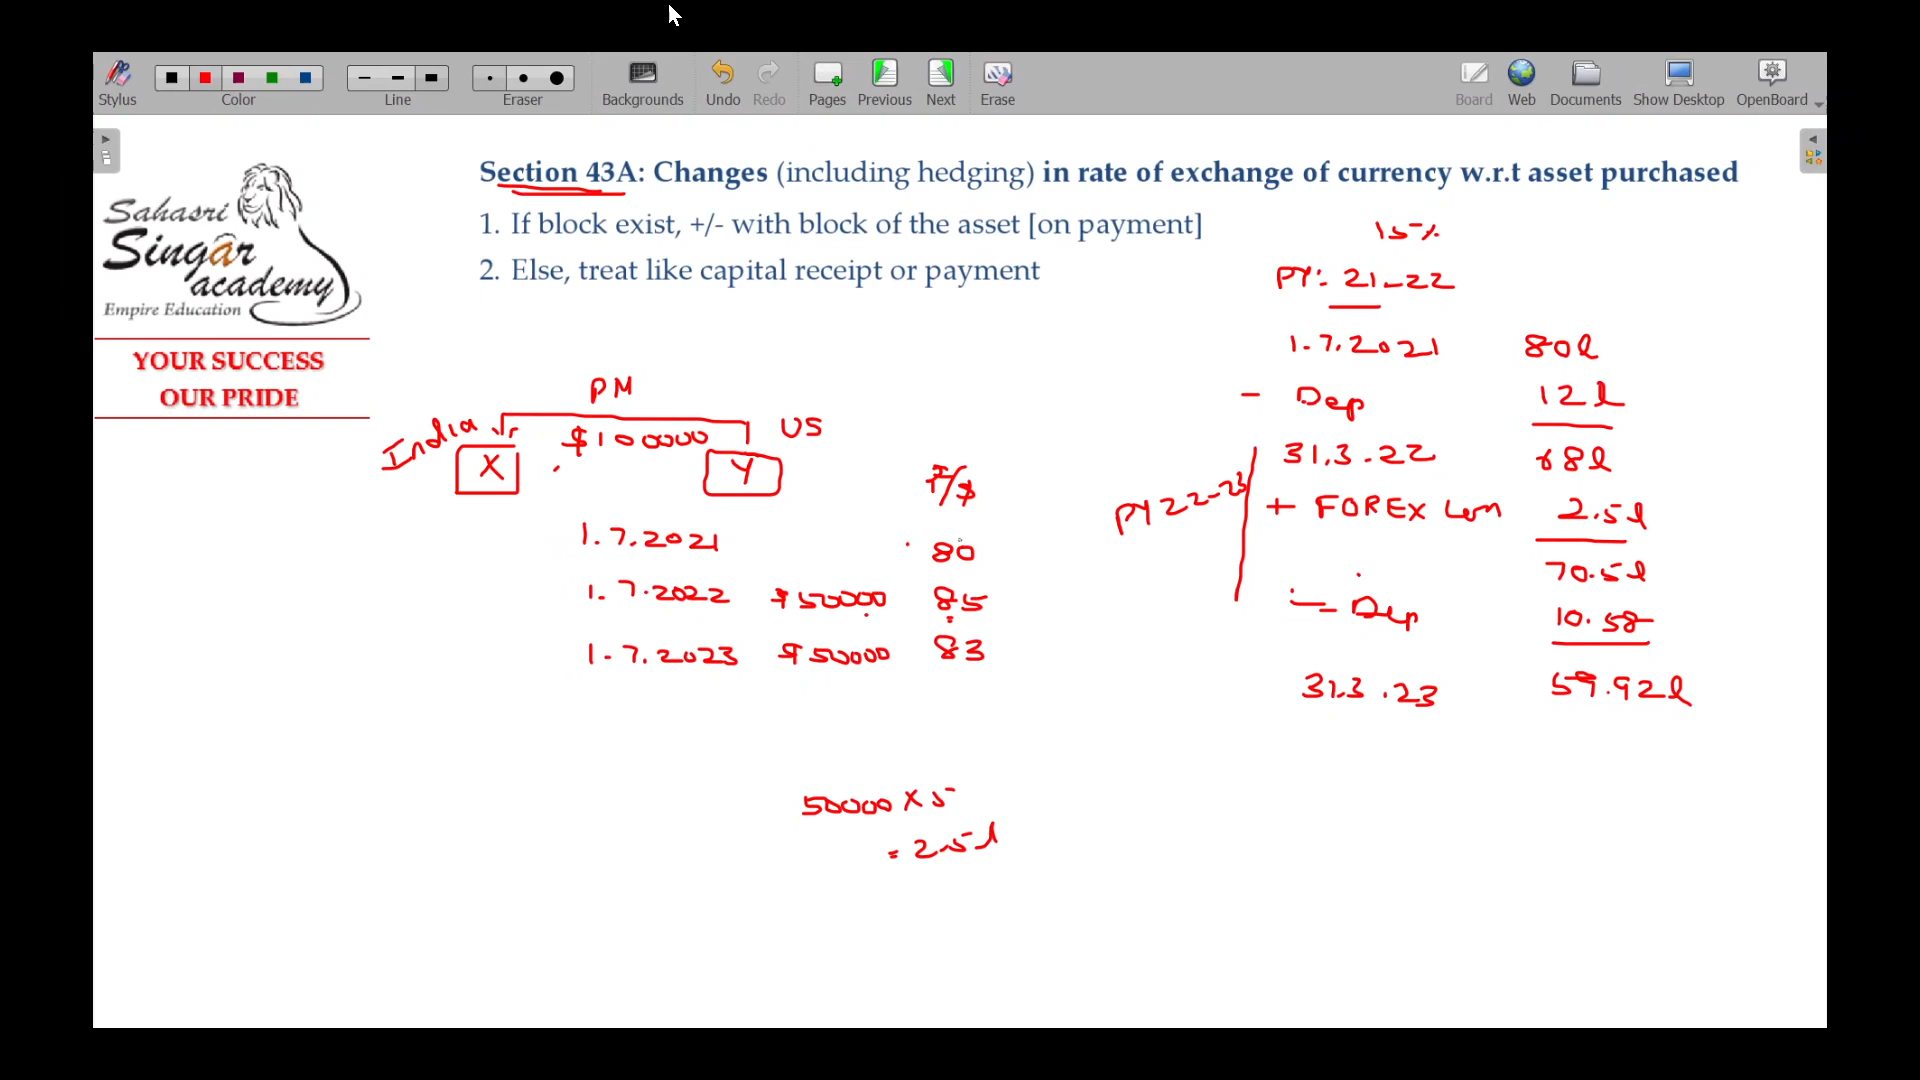 Stylus
Color
Line
Eraser
Backgrounds
Undo
Redo
Pages
Previous
Next
Erase
Board
Web
Documents
Show Desktop
OpenBoard
Sahasri
Singar
academy
Empire Education
YOUR SUCCESS
OUR PRIDE
Section 43A: Changes (including hedging) in rate of exchange of currency w.r.t asset purchased
1. If block exist, +/- with block of the asset [on payment]
2. Else, treat like capital receipt or payment
PM
India $100000 US
X Y
₹/$
1.7.2021 80
1.7.2022 $50000 85
1.7.2023 $50000 83
50000 x 5
= 2.5l
15%
PY: 21-22
1.7.2021 80l
- Dep 12l
31.3.22 68l
PY 22-23 + FOREX Loss 2.5l
70.5l
- Dep 10.58
31.3.23 59.92l